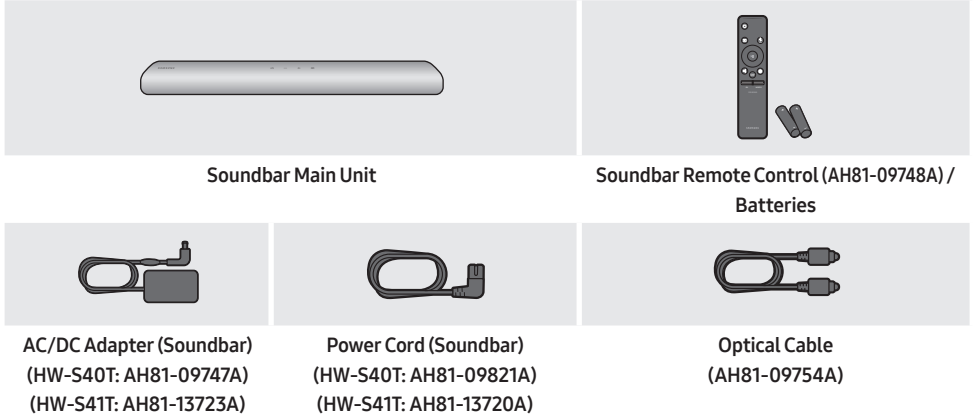 Soundbar Main Unit
Soundbar Remote Control (AH81-09748A) /
Batteries
AC/DC Adapter (Soundbar)
(HW-S40T: AH81-09747A)
(HW-S41T: AH81-13723A)
Power Cord (Soundbar)
(HW-S40T: AH81-09821A)
(HW-S41T: AH81-13720A)
Optical Cable
(AH81-09754A)